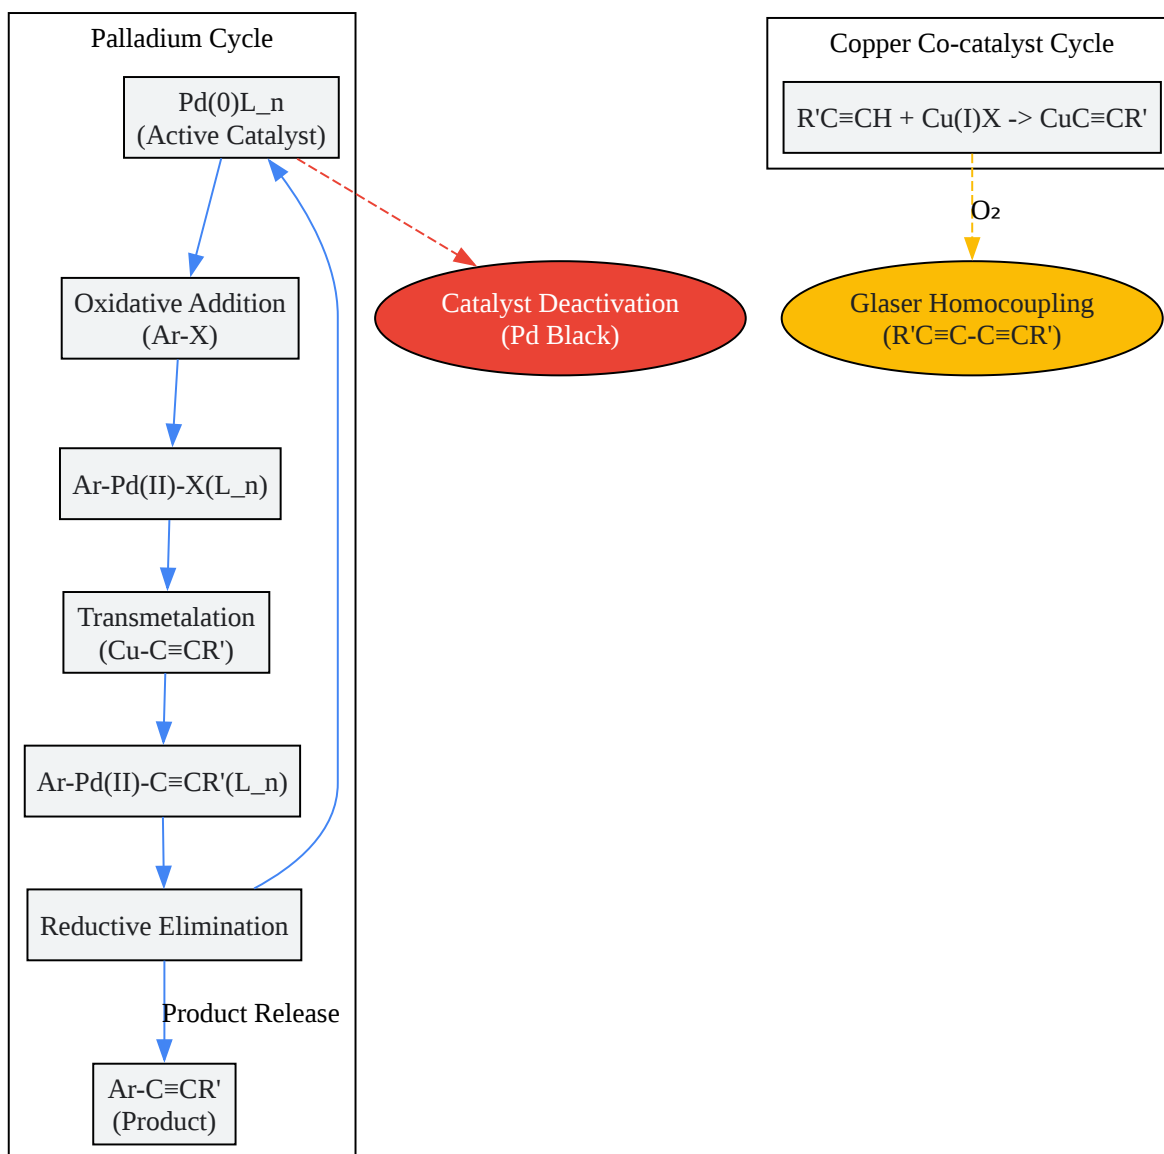 Palladium Cycle
Pd(0)L_n
(Active Catalyst)
Oxidative Addition
(Ar-X)
Ar-Pd(II)-X(L_n)
Transmetalation
(Cu-C≡CR')
Ar-Pd(II)-C≡CR'(L_n)
Reductive Elimination
Product Release
Ar-C≡CR'
(Product)
Catalyst Deactivation
(Pd Black)
Copper Co-catalyst Cycle
R'C≡CH + Cu(I)X -> CuC≡CR'
O₂
Glaser Homocoupling
(R'C≡C-C≡CR')